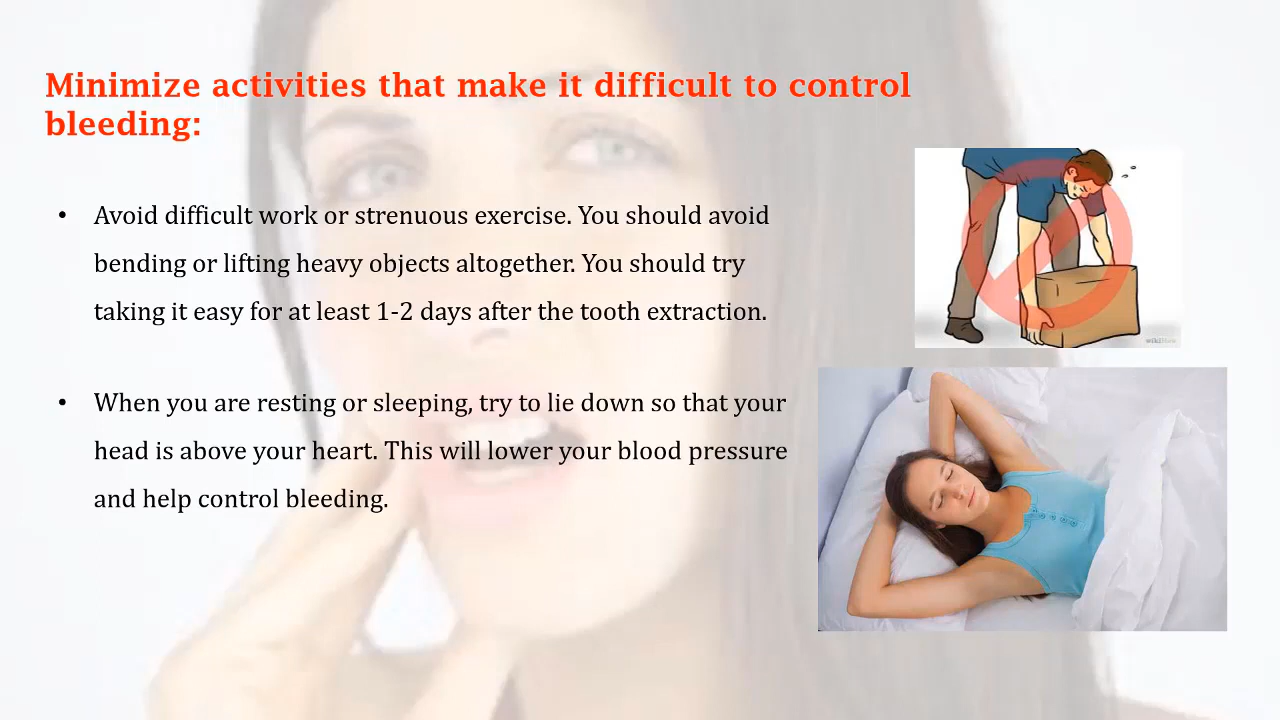 Minimize activities that make it difficult to control
bleeding:
• Avoid difficult work or strenuous exercise. You should avoid
bending or lifting heavy objects altogether. You should try
taking it easy for at least 1-2 days after the tooth extraction.
• When you are resting or sleeping, try to lie down so that your
head is above your heart. This will lower your blood pressure
and help control bleeding.